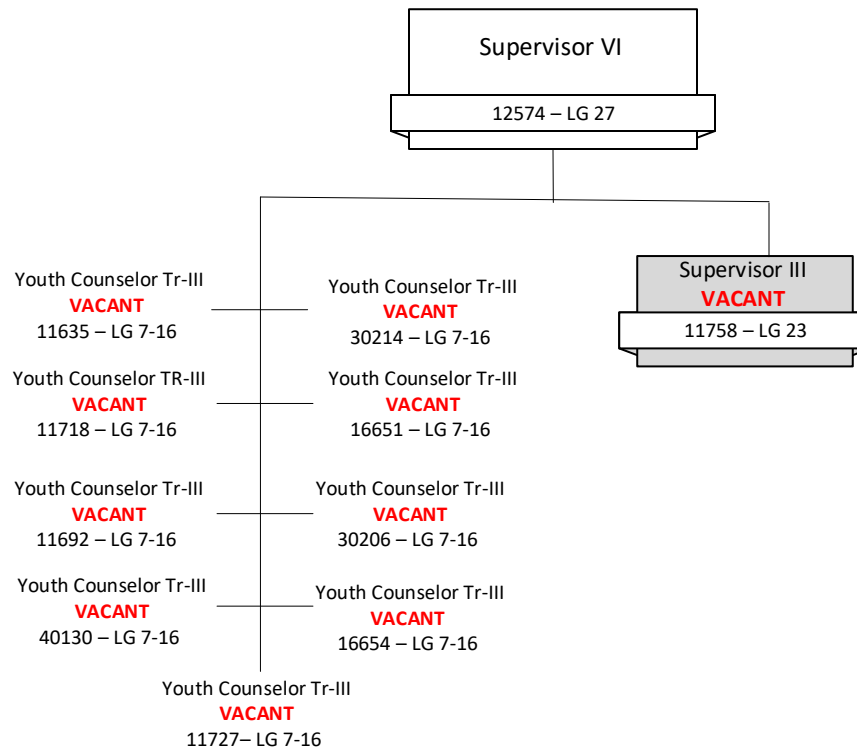 Supervisor VI
12574 – LG 27
Supervisor III
VACANT
11758 – LG 23
Youth Counselor Tr-III
VACANT
11635 – LG 7-16
Youth Counselor Tr-III
VACANT
30214 – LG 7-16
Youth Counselor TR-III
VACANT
11718 – LG 7-16
Youth Counselor Tr-III
VACANT
16651 – LG 7-16
Youth Counselor Tr-III
VACANT
11692 – LG 7-16
Youth Counselor Tr-III
VACANT
30206 – LG 7-16
Youth Counselor Tr-III
VACANT
40130 – LG 7-16
Youth Counselor Tr-III
VACANT
16654 – LG 7-16
Youth Counselor Tr-III
VACANT
11727– LG 7-16